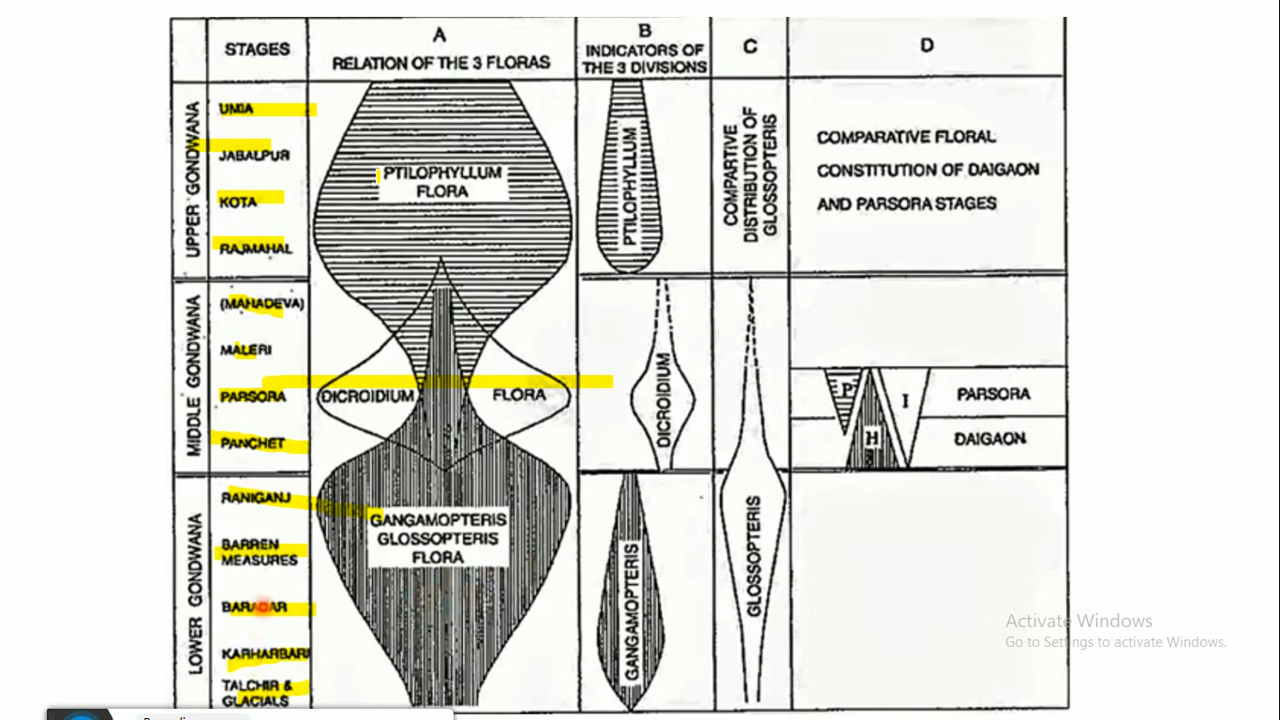 STAGES
A
RELATION OF THE 3 FLORAS
B
INDICATORS OF
THE 3 DIVISIONS
C
D
UPPER GONDWANA
UMIA
JABALPUR
KOTA
RAJMAHAL
PTILOPHYLLUM
FLORA
PTILOPHYLLUM
COMPARTIVE
DISTRIBUTION OF
GLOSSOPTERIS
COMPARATIVE FLORAL
CONSTITUTION OF DAIGAON
AND PARSORA STAGES
MIDDLE GONDWANA
(MAHADEVA)
MALERI
PARSORA
PANCHET
DICROIDIUM FLORA
DICROIDIUM
P
H
I
PARSORA
DAIGAON
LOWER GONDWANA
RANIGANJ
BARREN
MEASURES
BARAKAR
KARHARBARI
TALCHIR &
GLACIALS
GANGAMOPTERIS
GLOSSOPTERIS
FLORA
GANGAMOPTERIS
GLOSSOPTERIS
Activate Windows
Go to Settings to activate Windows.